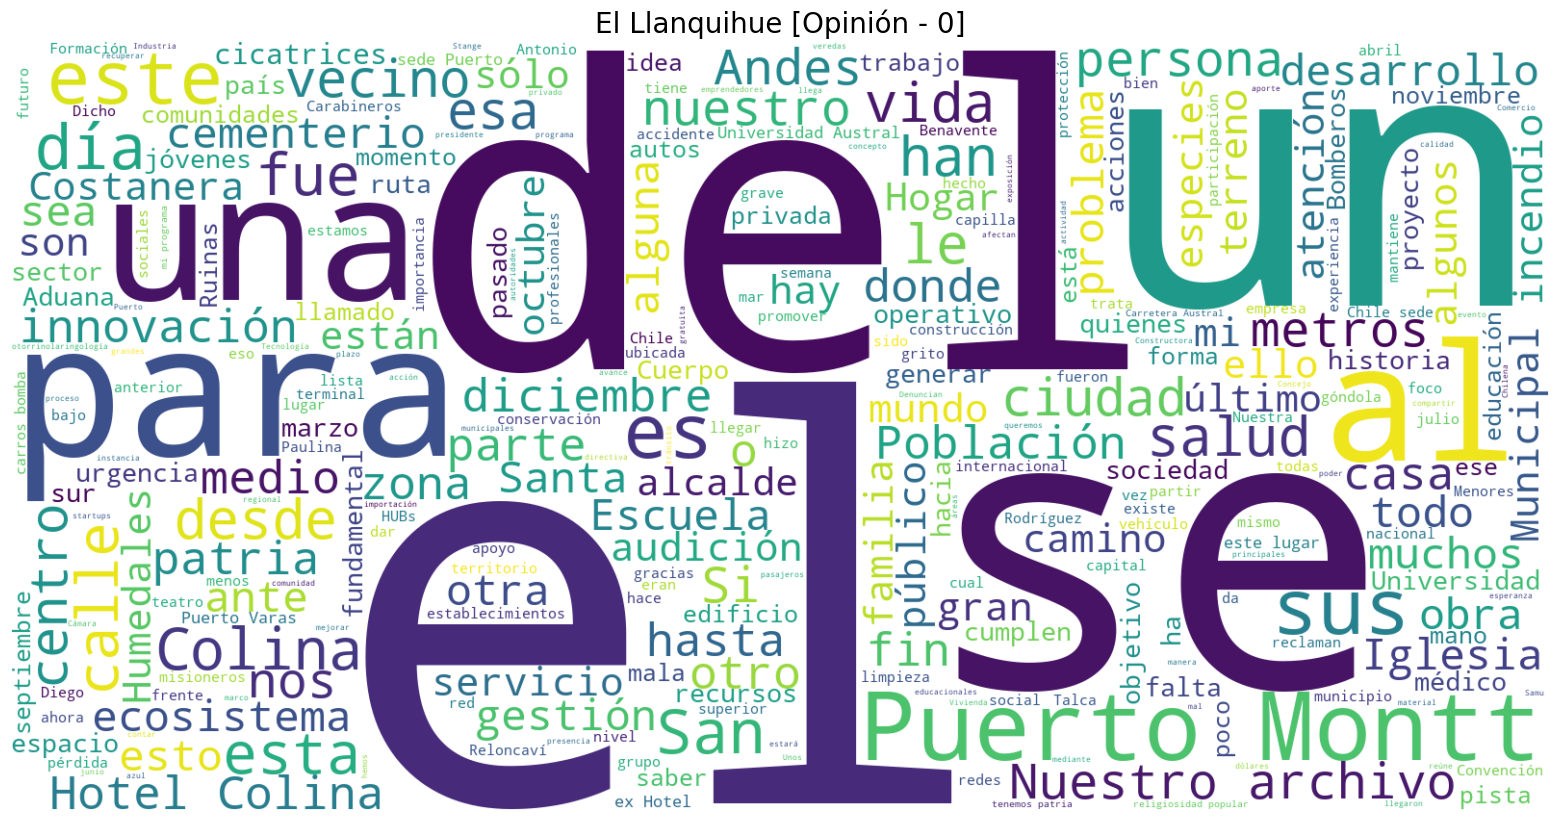 El Llanquihue [Opinión - 0]
del
un
el
se
para
una
al
Puerto Montt
este
vecino
cicatrices
Formación
Industria
recuperar
Stange
sede Puerto
Antonio
sólo
idea
Andes
trabajo
veredas
emprendedores
llega
persona
abril
bien
aporte
desarrollo
noviembre
Comercio
futuro
Dicho
país
Carabineros
comunidades
cementerio
esa
presidente
programa
privado
tiene
nuestro
vida
accidente
Universidad Austral
Benavente
autos
concepto
protección
acciones
problema
especies
participación
terreno
atención
Bomberos
experiencia
proyecto
mantiene
algunos
calidad
incendio
día
jóvenes
fue
momento
ruta
Costanera
sea
son
sector
Aduana
Ruinas
sociales
mi programa
estamos
importancia
pasado
autoridades
octubre
profesionales
alguna
grave
privada
han
Hogar
hecho
capilla
exposición
afectan
le
hay
semana
mar
promover
donde
operativo
construcción
está
actividad
trata
Carretera Austral
empresa
Chile sede
evento
innovación
Puerto
llamado
están
otorrinolaringología
grandes
Tecnología
plazo
eso
Chile
ubicada
gratuita
sido
grito
quienes
Constructora
mi
metros
forma
ello
historia
educación
Chilena
carros bomba
proceso
bajo
anterior
lista
terminal
lugar
acción
avance
Cuerpo
generar
fueron
Denuncian
mundo
ciudad
último
Concejo
Nuestra
góndola
foco
compartir
julio
diciembre
conservación
es
llegar
hizo
o
queremos
Población
salud
Municipal
marzo
Paulina
instancia
urgencia
medio
municipales
parte
directiva
zona
Santa
alcalde
internacional
sociedad
todas
poder
casa
ese
Menores
sur
regional
startups
desde
importación
HUBs
dar
Escuela
familia
público
hacia
áreas
Rodríguez
vez
partir
existe
vehículo
camino
mismo
este lugar
principales
todo
nacional
muchos
Universidad
centro
calle
Humedales
patria
menos
comunidad
teatro
ante
fundamental
apoyo
territorio
otra
establecimientos
audición
gracias
eran
hace
Si
pasajeros
edificio
cual
capital
gran
cumplen
da
sus
obra
esperanza
Cámara
septiembre
Puerto Varas
mejorar
Colina
misioneros
nos
hasta
mala
otro
fin
limpieza
objetivo
ha
reclaman
mano
Iglesia
médico
manera
Diego
frente
marco
ahora
ecosistema
servicio
red
superior
recursos
educacionales
Vivienda
social
Talca
falta
mal
municipio
material
Samu
espacio
contar
pérdida
esto
esta
gestión
nivel
Reloncaví
presencia
San
estará
Unos
poco
junio
azul
hemos
grupo
saber
mediante
dólares
reúne
Convención
Hotel Colina
ex Hotel
redes
Nuestro archivo
tenemos patria
religiosidad popular
llegaron
pista